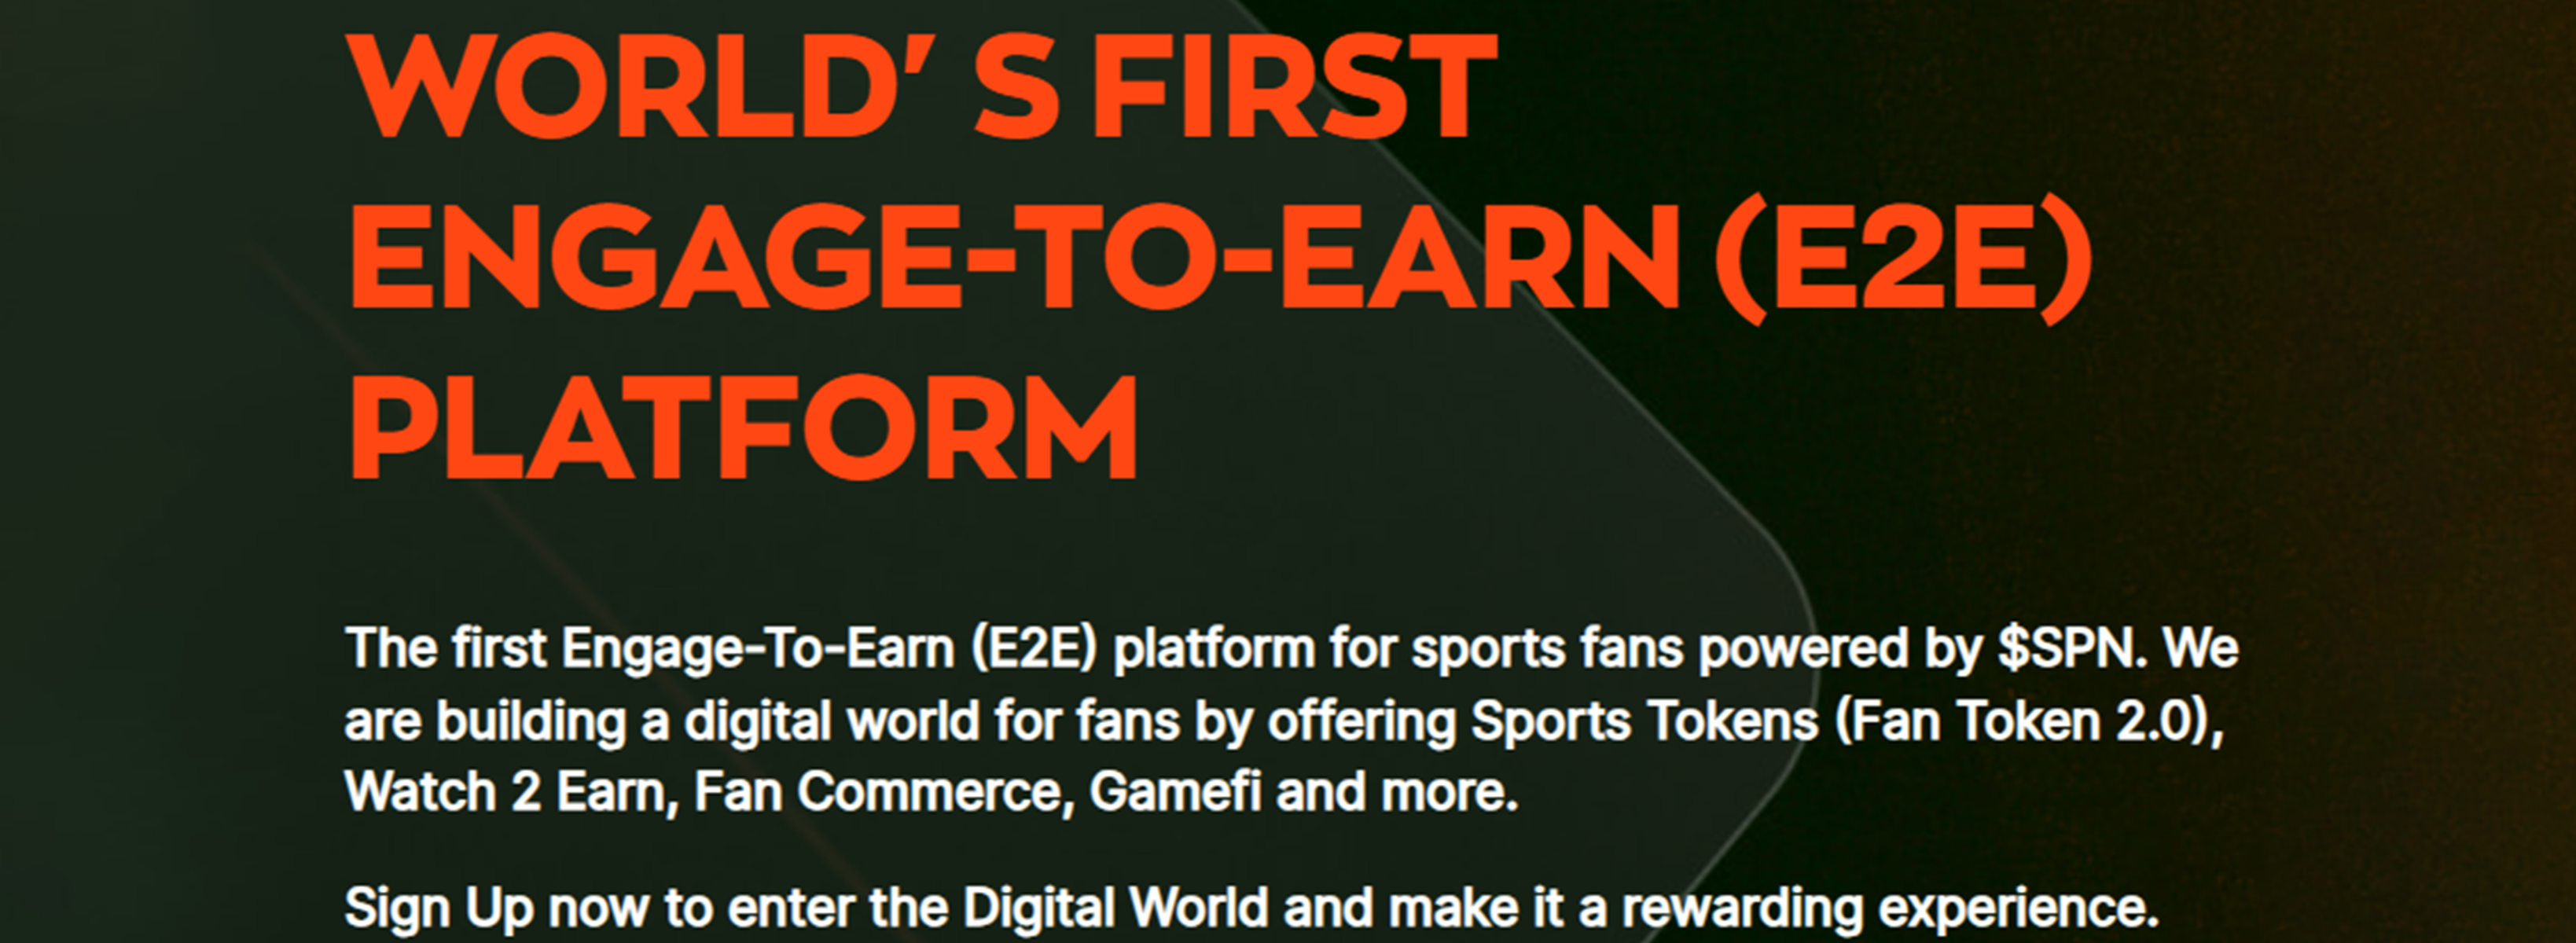 WORLD' S FIRST
ENGAGE-TO-EARN (E2E)
PLATFORM
The first Engage-To-Earn (E2E) platform for sports fans powered by $SPN. We
are building a digital world for fans by offering Sports Tokens (Fan Token 2.0),
Watch 2 Earn, Fan Commerce, Gamefi and more.
Sign Up now to enter the Digital World and make it a rewarding experience.